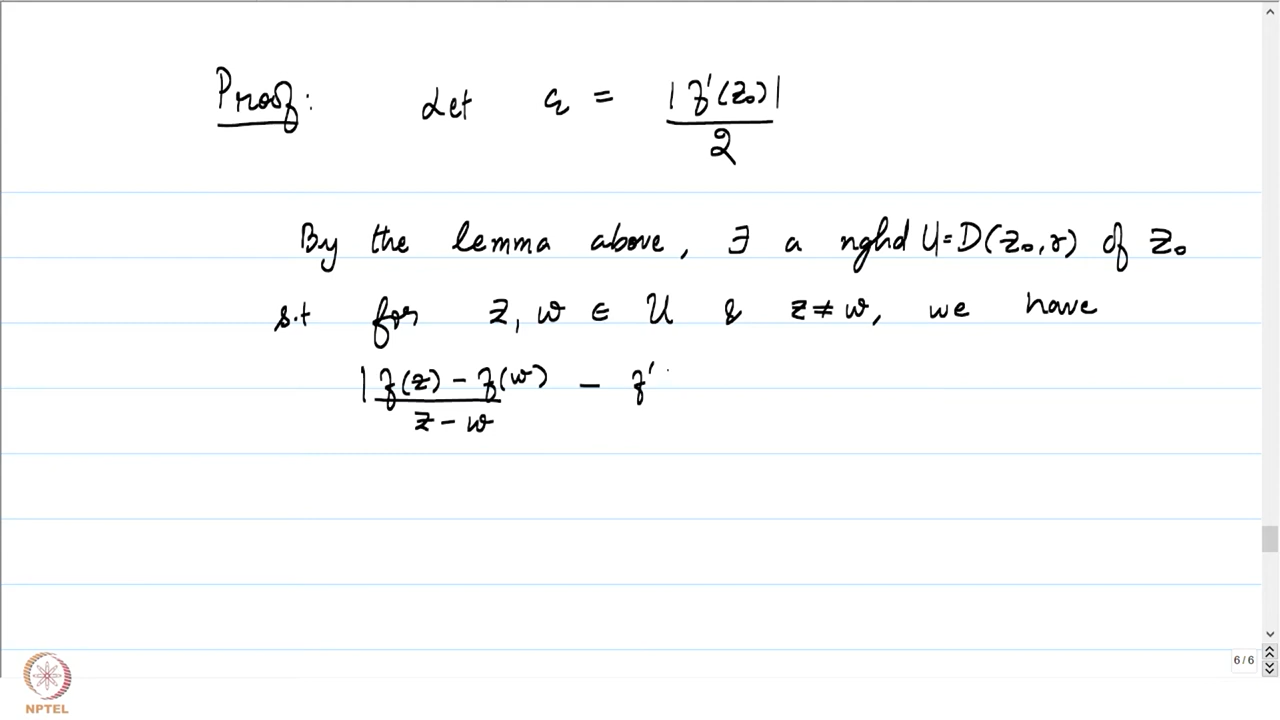 Proof: Let ε = |f'(z₀)| / 2
By the lemma above, ∃ a nghd U=D(z₀,r) of z₀
s.t for z, w ∈ U & z ≠ w, we have
|f(z) − f(w) / z − w − f'
6 / 6
NPTEL